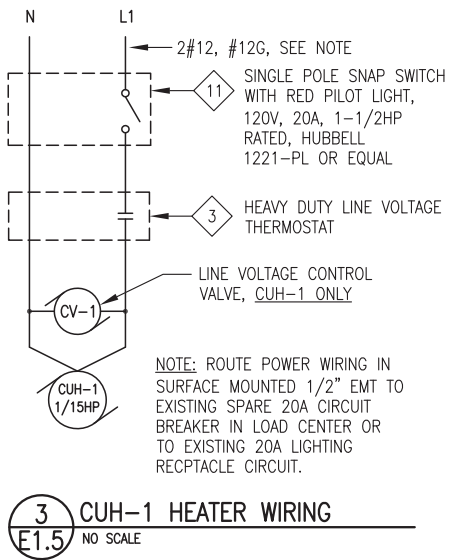 N
L1
2#12, #12G, SEE NOTE
11
SINGLE POLE SNAP SWITCH
WITH RED PILOT LIGHT,
120V, 20A, 1-1/2HP
RATED, HUBBELL
1221-PL OR EQUAL
3
HEAVY DUTY LINE VOLTAGE
THERMOSTAT
LINE VOLTAGE CONTROL
VALVE, CUH-1 ONLY
CV-1
CUH-1
1/15HP
NOTE: ROUTE POWER WIRING IN
SURFACE MOUNTED 1/2" EMT TO
EXISTING SPARE 20A CIRCUIT
BREAKER IN LOAD CENTER OR
TO EXISTING 20A LIGHTING
RECPTACLE CIRCUIT.
3
E1.5
CUH-1 HEATER WIRING
NO SCALE